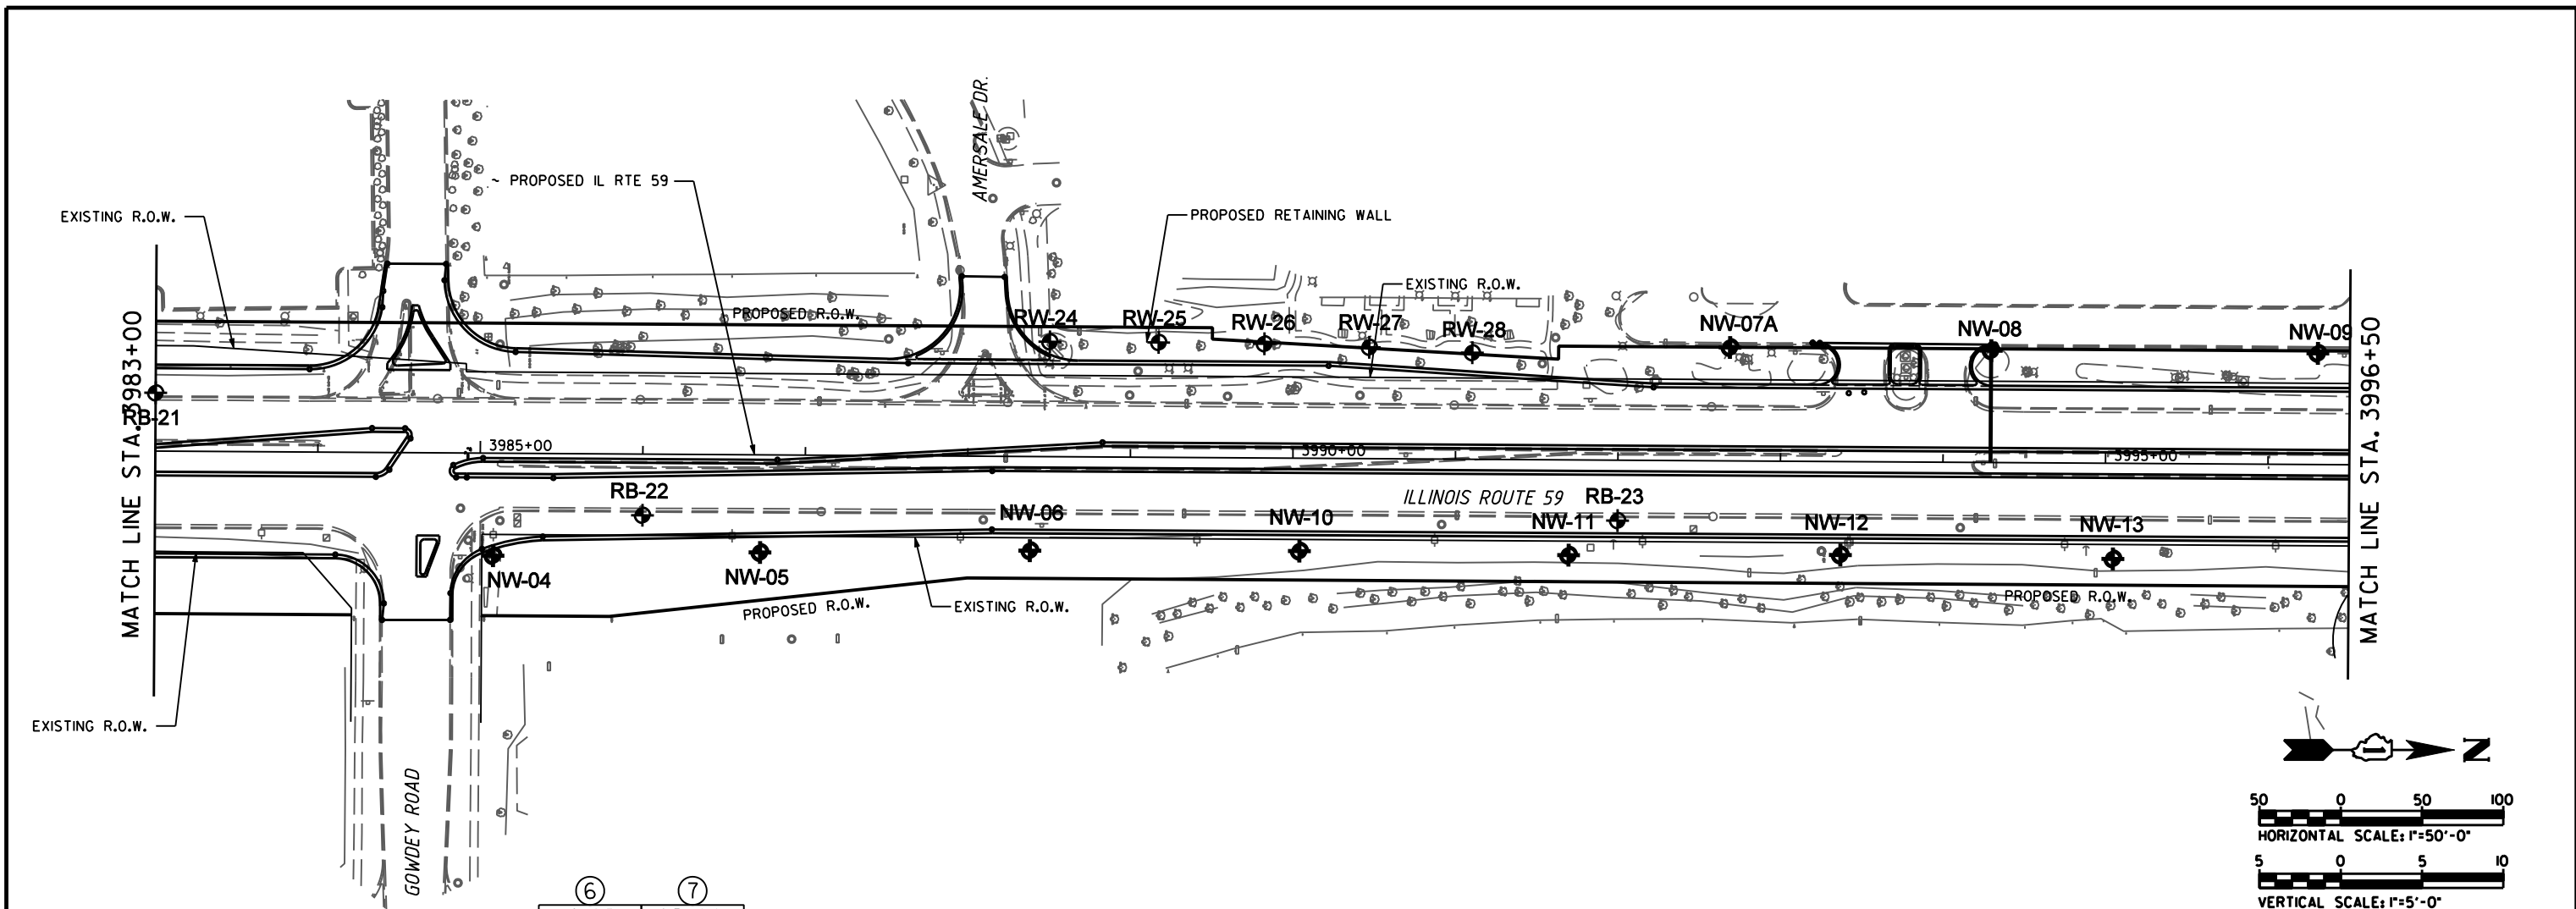 AMERSALE DR.
~ PROPOSED IL RTE 59
EXISTING R.O.W.
PROPOSED RETAINING WALL
EXISTING R.O.W.
PROPOSED R.O.W.
RW-24
RW-25
RW-26
RW-27
RW-28
NW-07A
NW-08
NW-09
MATCH LINE STA. 3983+00
RB-21
MATCH LINE STA. 3996+50
3985+00
3990+00
3995+00
RB-22
ILLINOIS ROUTE 59
RB-23
NW-06
NW-10
NW-11
NW-12
NW-13
NW-04
NW-05
PROPOSED R.O.W.
EXISTING R.O.W.
PROPOSED R.O.W.
EXISTING R.O.W.
GOWDEY ROAD
N
50 0 50 100
HORIZONTAL SCALE: 1"=50'-0"
5 0 5 10
VERTICAL SCALE: 1"=5'-0"
6 7